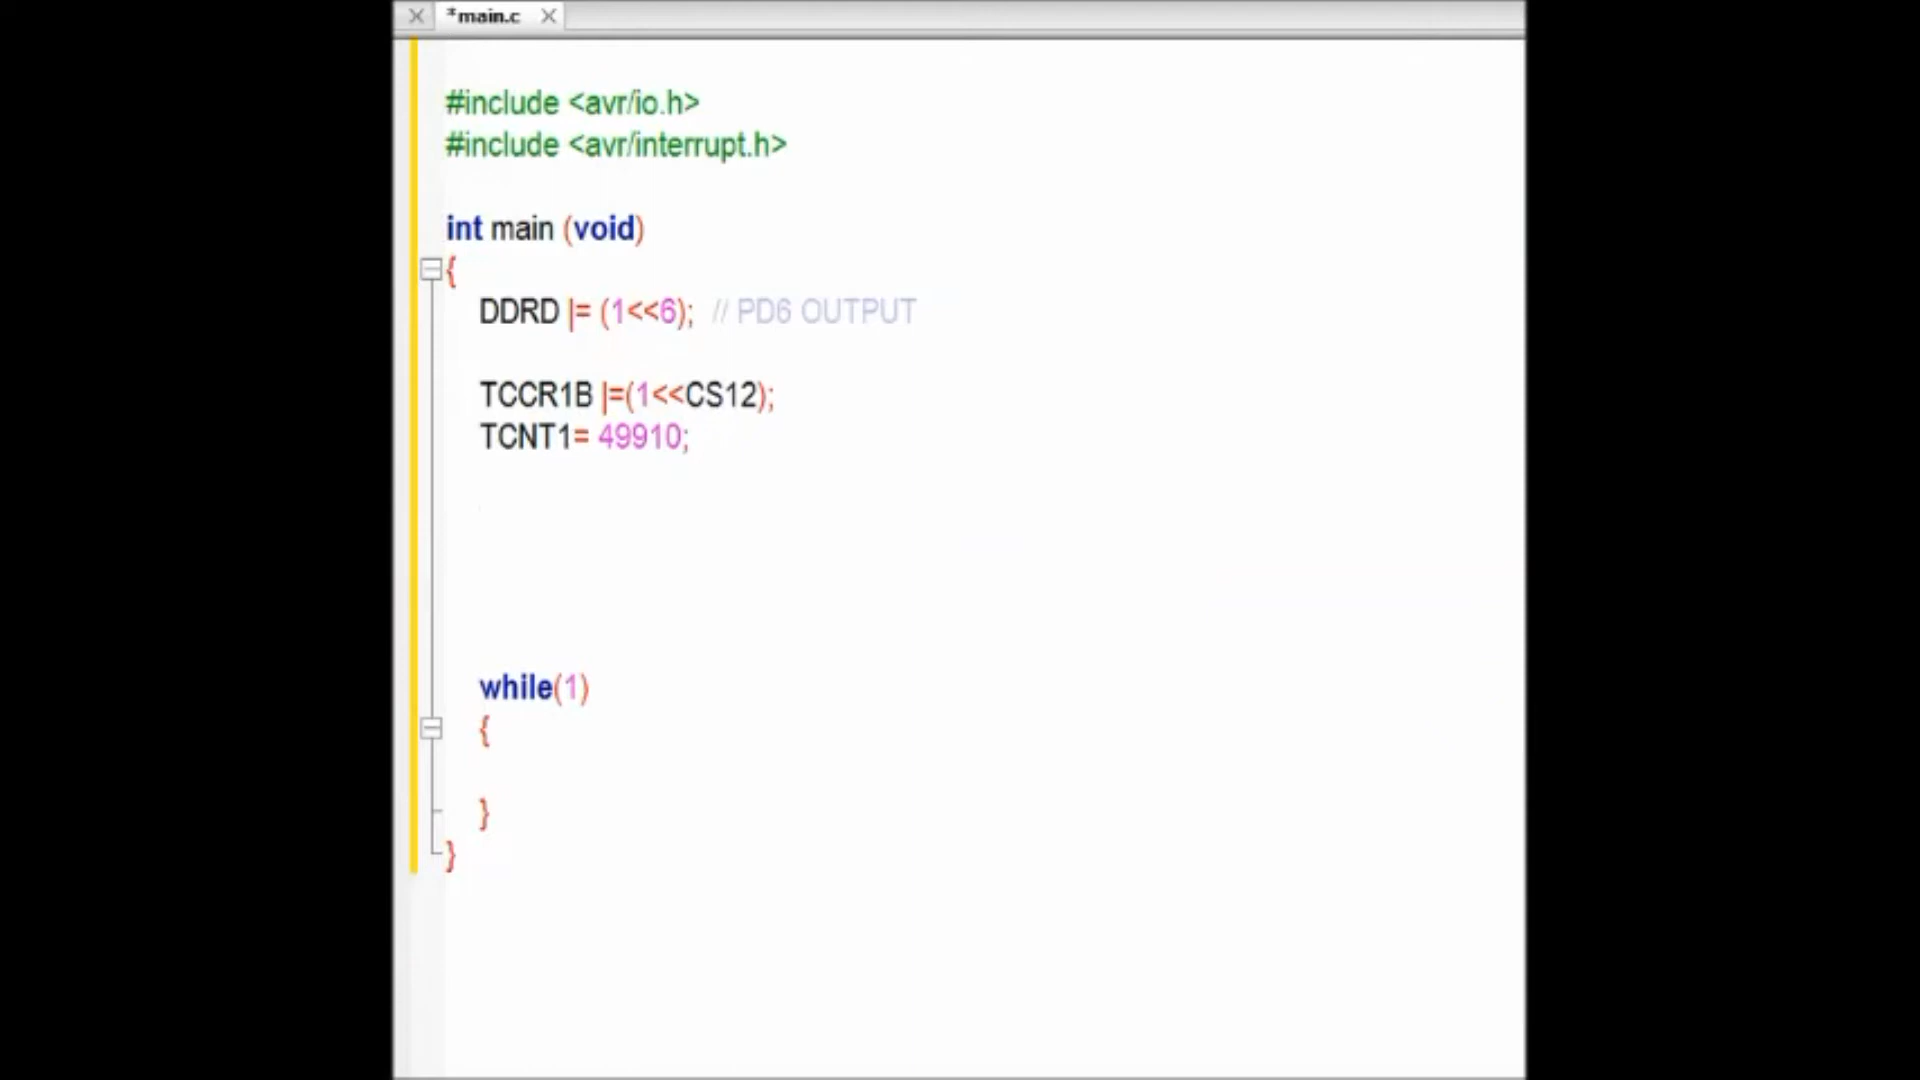 *main.c
#include <avr/io.h>
#include <avr/interrupt.h>
int main (void)
{
DDRD |= (1<<6); // PD6 OUTPUT
TCCR1B |=(1<<CS12);
TCNT1= 49910;
while(1)
{
}
}